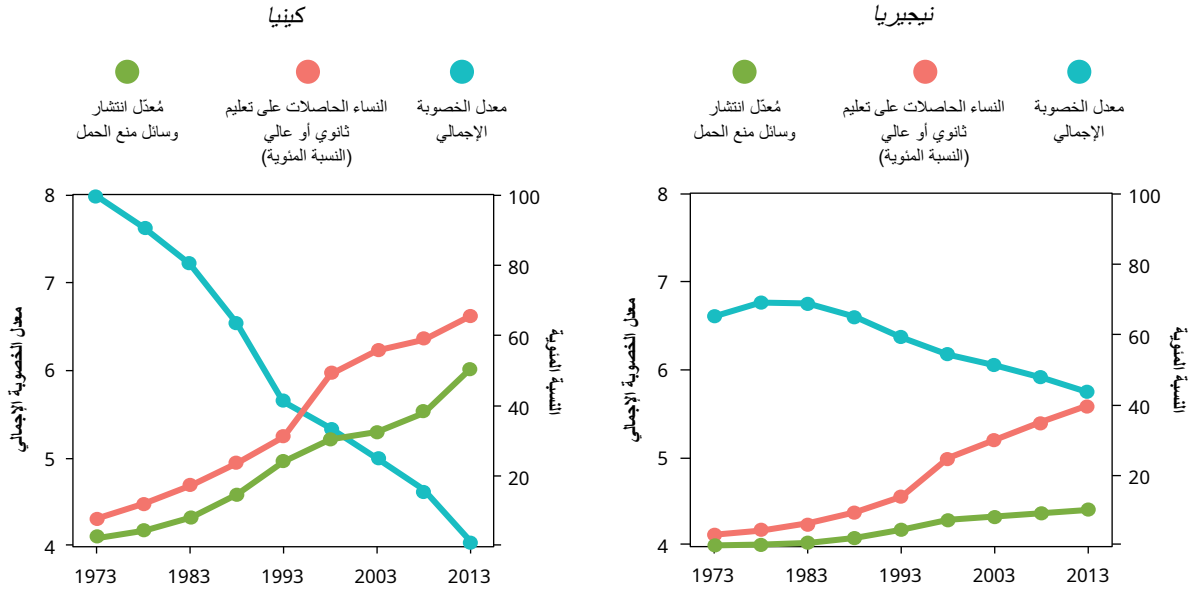 كينيا
معدل الخصوبة
الإجمالي
النساء الحاصلات على تعليم
ثانوي أو عالي
(النسبة المئوية)
مُعدّل انتشار
وسائل منع الحمل
معدل الخصوبة الإجمالي
8
7
6
5
4
النسبة المئوية
100
80
60
40
20
1973
1983
1993
2003
2013
نيجيريا
معدل الخصوبة
الإجمالي
النساء الحاصلات على تعليم
ثانوي أو عالي
(النسبة المئوية)
مُعدّل انتشار
وسائل منع الحمل
معدل الخصوبة الإجمالي
8
7
6
5
4
النسبة المئوية
100
80
60
40
20
1973
1983
1993
2003
2013